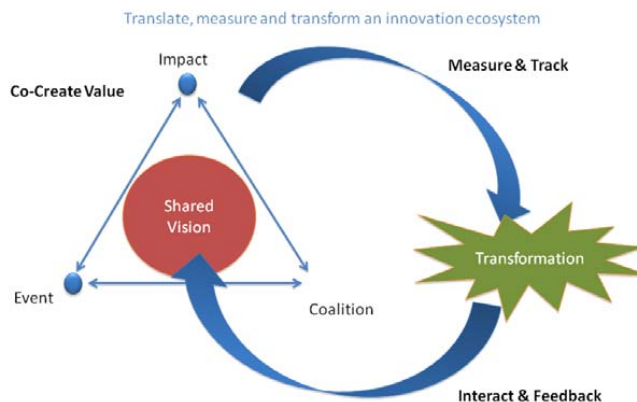 Translate, measure and transform an innovation ecosystem
Impact
Measure & Track
Co-Create Value
Shared
Vision
Transformation
Event
Coalition
Interact & Feedback